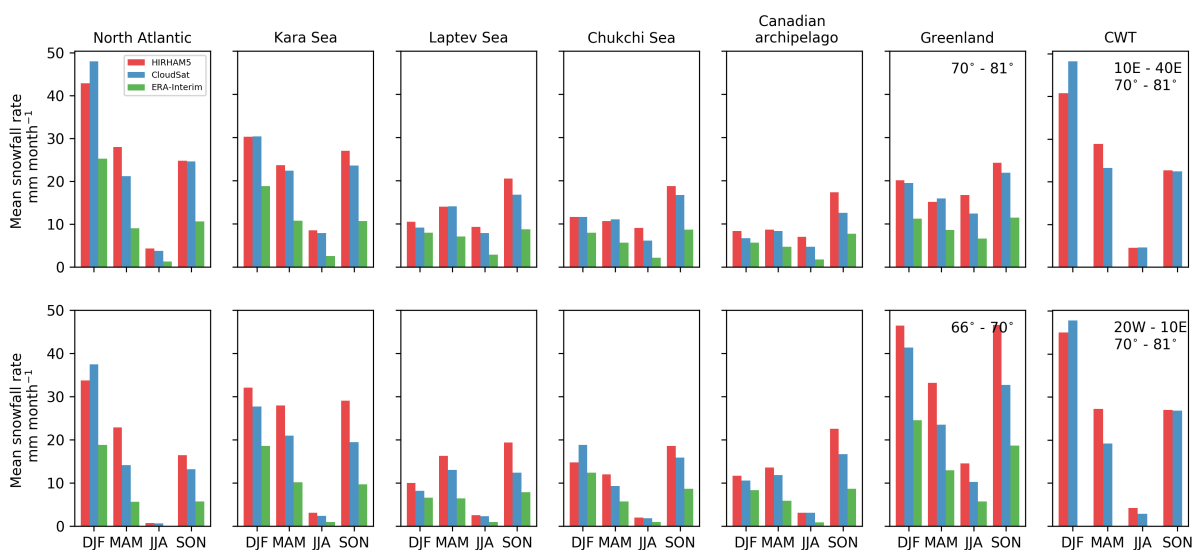 North Atlantic
Kara Sea
Laptev Sea
Chukchi Sea
Canadian
archipelago
Greenland
CWT
Mean snowfall rate
mm month⁻¹
50
40
30
20
10
0
HIRHAM5
CloudSat
ERA-Interim
70° - 81°
10E - 40E
70° - 81°
Mean snowfall rate
mm month⁻¹
50
40
30
20
10
0
66° - 70°
20W - 10E
70° - 81°
DJF MAM JJA SON
DJF MAM JJA SON
DJF MAM JJA SON
DJF MAM JJA SON
DJF MAM JJA SON
DJF MAM JJA SON
DJF MAM JJA SON